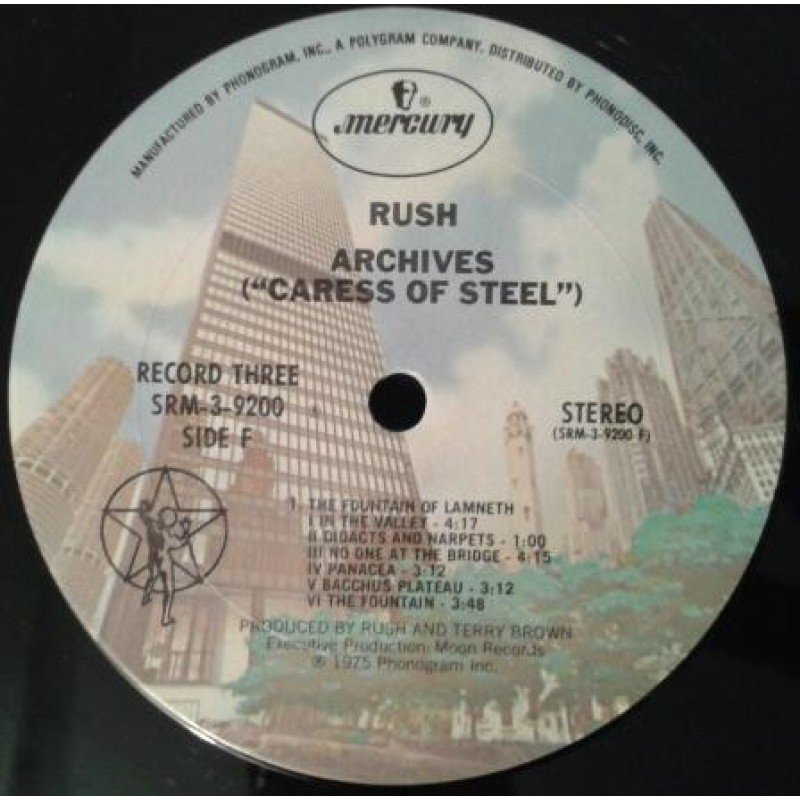 MANUFACTURED BY PHONOGRAM, INC., A POLYGRAM COMPANY, DISTRIBUTED BY PHONODISC, INC.
mercury
®
RUSH
ARCHIVES
("CARESS OF STEEL")
RECORD THREE
SRM-3-9200
SIDE F
STEREO
(SRM-3-9200 F)
1. THE FOUNTAIN OF LAMNETH
I IN THE VALLEY - 4:17
II DIDACTS AND NARPETS - 1:00
III NO ONE AT THE BRIDGE - 4:15
IV PANACEA - 3:12
V BACCHUS PLATEAU - 3:12
VI THE FOUNTAIN - 3:48
PRODUCED BY RUSH AND TERRY BROWN
Executive Production: Moon Records
℗ 1975 Phonogram Inc.